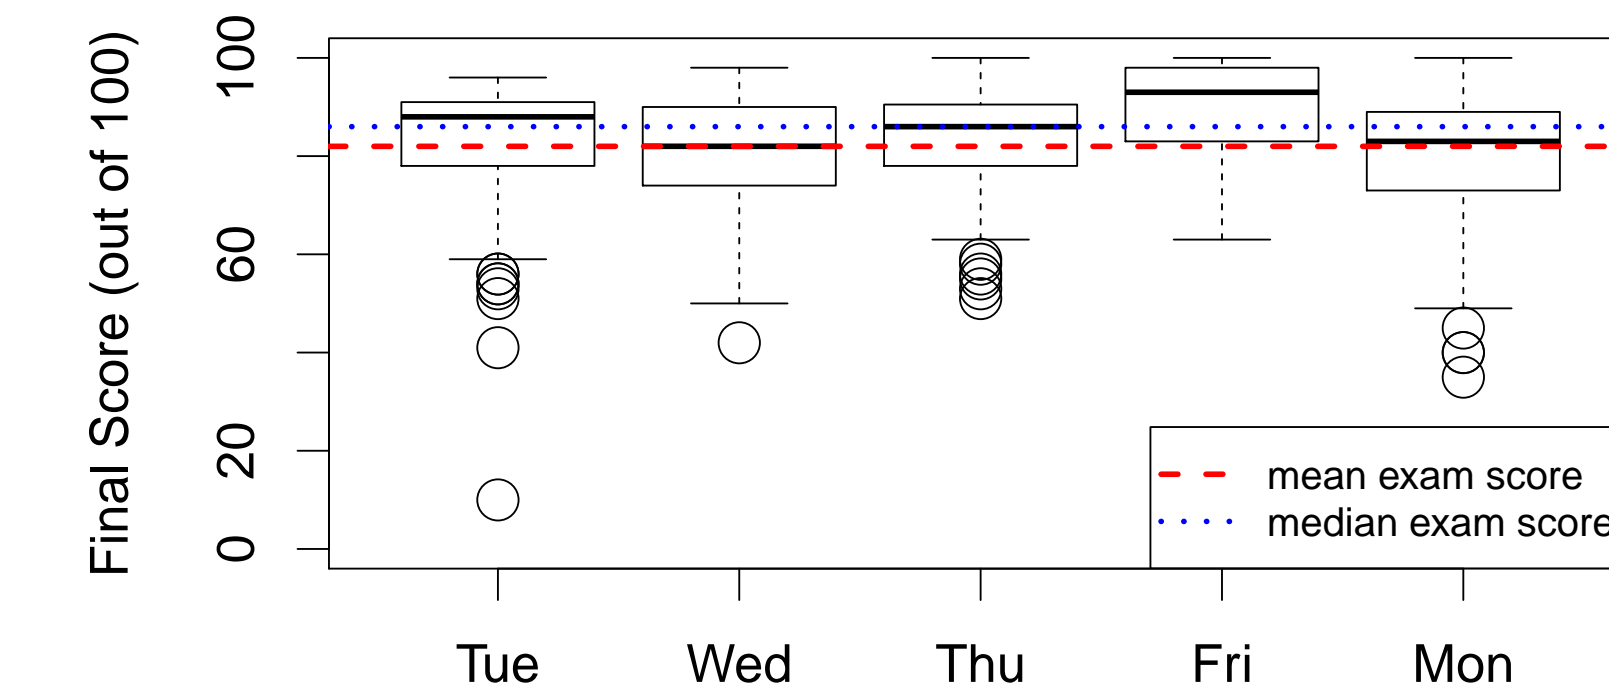 Final Score (out of 100)
100
60
20
0
mean exam score
median exam score
Tue Wed Thu Fri Mon